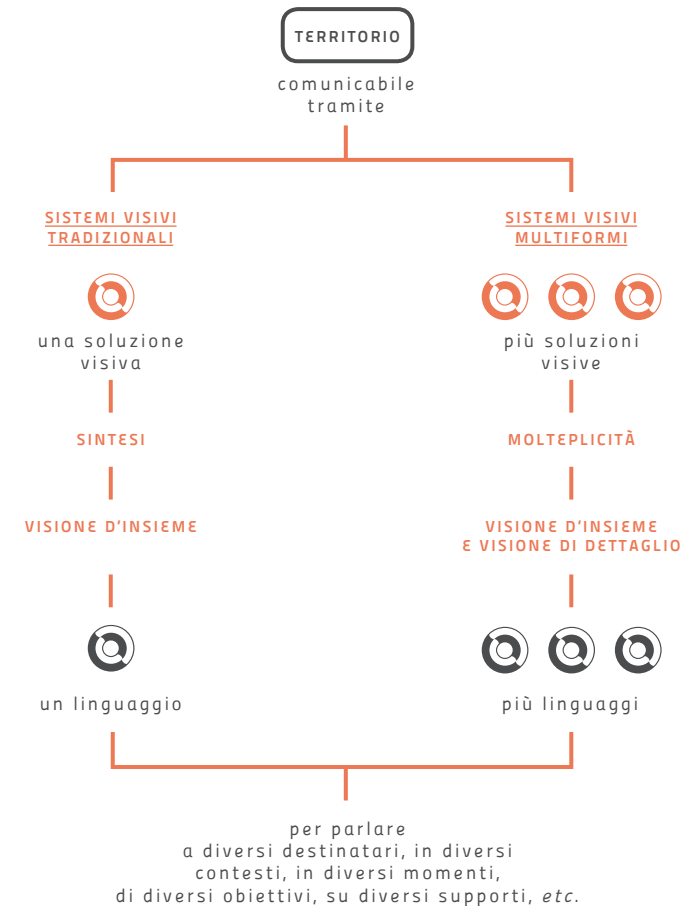 TERRITORIO
comunicabile
tramite
SISTEMI VISIVI
TRADIZIONALI
una soluzione
visiva
SINTESI
VISIONE D'INSIEME
un linguaggio
SISTEMI VISIVI
MULTIFORMI
più soluzioni
visive
MOLTEPLICITÀ
VISIONE D'INSIEME
E VISIONE DI DETTAGLIO
più linguaggi
per parlare
a diversi destinatari, in diversi
contesti, in diversi momenti,
di diversi obiettivi, su diversi supporti, etc.